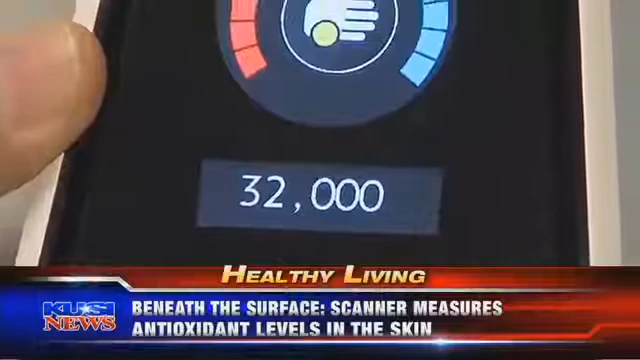 32,000
HEALTHY LIVING
KUSI
NEWS
BENEATH THE SURFACE: SCANNER MEASURES
ANTIOXIDANT LEVELS IN THE SKIN